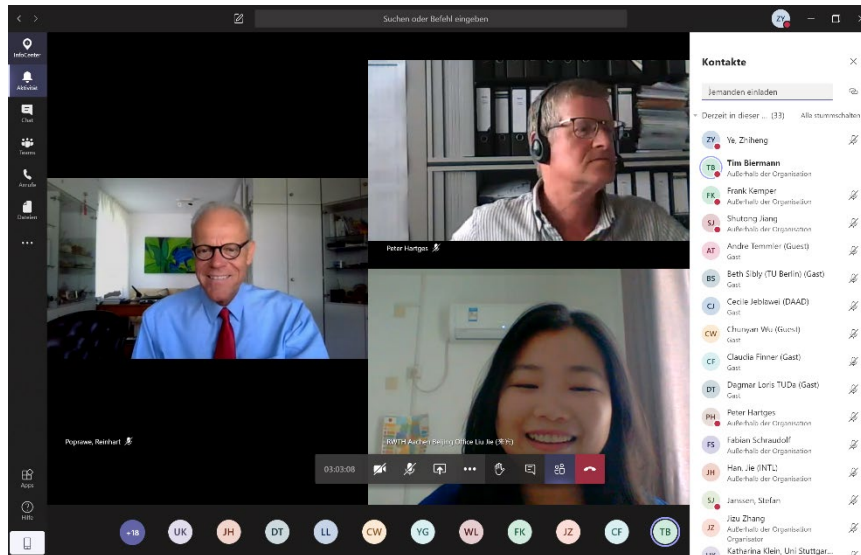 Suchen oder Befehl eingeben
ZY
InfoCenter
Aktivität
Chat
Teams
Anrufe
Dateien
Apps
Hilfe
Peter Hartges
Poprawe, Reinhart
RWTH Aachen Beijing Office Liu Jie
03:03:08
+18
UK
JH
DT
LL
CW
YG
WL
FK
JZ
CF
TB
Kontakte
Jemanden einladen
Derzeit in dieser ... (33)
Alle stummschalten
ZY
Ye, Zhiheng
TB
Tim Biermann
Außerhalb der Organisation
FK
Frank Kemper
Außerhalb der Organisation
SJ
Shutong Jiang
Außerhalb der Organisation
AT
Andre Temmler (Guest)
Gast
BS
Beth Sibly (TU Berlin) (Gast)
Gast
CJ
Cecile Jeblawei (DAAD)
Gast
CW
Chunyan Wu (Guest)
Gast
CF
Claudia Finner (Gast)
Gast
DT
Dagmar Loris TUDa (Gast)
Gast
PH
Peter Hartges
Außerhalb der Organisation
FS
Fabian Schraudolf
Außerhalb der Organisation
JH
Han, Jie (INTL)
Außerhalb der Organisation
SJ
Janssen, Stefan
JZ
Jizu Zhang
Außerhalb der Organisation
Organisator
Katharina Klein, Uni Stuttgar...